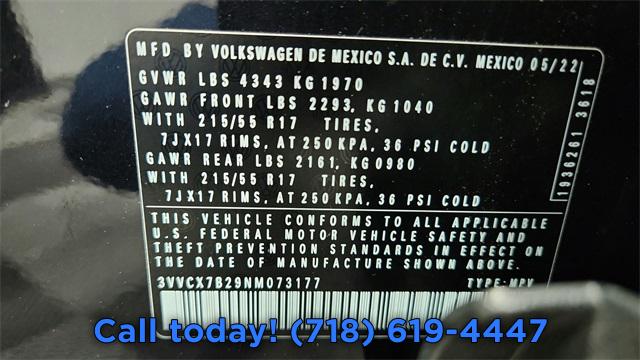 MFD BY VOLKSWAGEN DE MEXICO S.A. DE C.V. MEXICO 05/22
GVWR LBS 4343 KG 1970
GAWR FRONT LBS 2293, KG 1040
WITH 215/55 R17 TIRES,
7JX17 RIMS, AT 250 KPA, 36 PSI COLD
GAWR REAR LBS 2161, KG0980
WITH 215/55 R17 TIRES,
7JX17 RIMS, AT 250 KPA, 36 PSI COLD
1936261 3618
THIS VEHICLE CONFORMS TO ALL APPLICABLE
U.S. FEDERAL MOTOR VEHICLE SAFETY AND
THEFT PREVENTION STANDARDS IN EFFECT ON
THE DATE OF MANUFACTURE SHOWN ABOVE.
3VVCX7B29NM073177 TYPE: MPV
Call today! (718) 619-4447